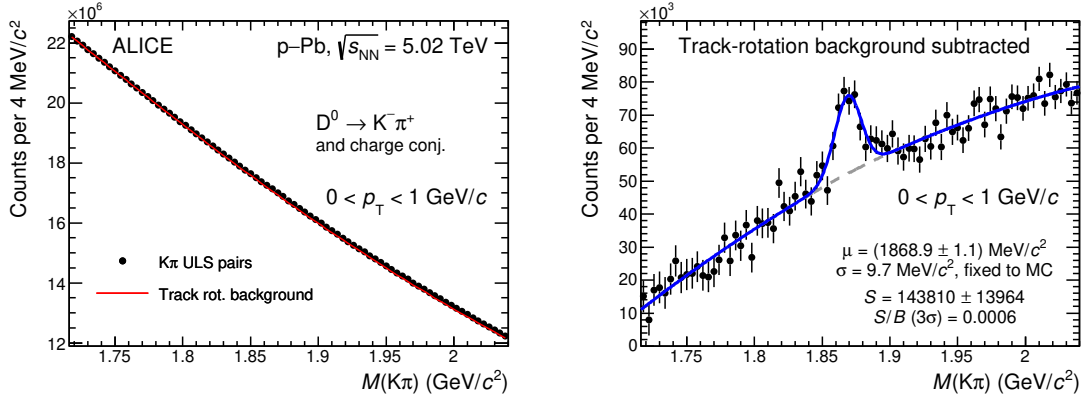 ×10⁶
ALICE
p–Pb, √s_NN = 5.02 TeV
D⁰ → K⁻π⁺
and charge conj.
0 < p_T < 1 GeV/c
Kπ ULS pairs
Track rot. background
Counts per 4 MeV/c²
22
20
18
16
14
12
1.75 1.8 1.85 1.9 1.95 2
M(Kπ) (GeV/c²)
×10³
Track-rotation background subtracted
0 < p_T < 1 GeV/c
μ = (1868.9 ± 1.1) MeV/c²
σ = 9.7 MeV/c², fixed to MC
S = 143810 ± 13964
S/B (3σ) = 0.0006
Counts per 4 MeV/c²
90
80
70
60
50
40
30
20
10
0
1.75 1.8 1.85 1.9 1.95 2
M(Kπ) (GeV/c²)